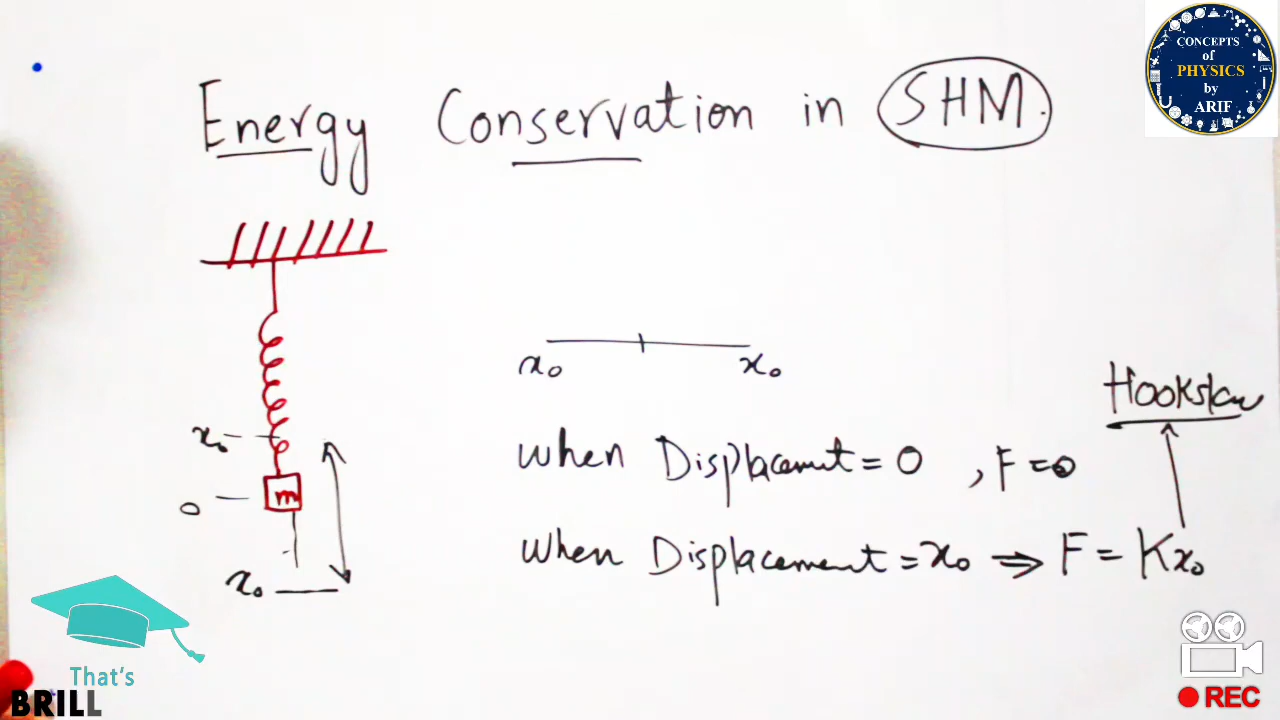 Energy Conservation in SHM.
CONCEPTS
of
PHYSICS
by
ARIF
x₀
m
0
x₀
x₀ x₀
Hookslaw
when Displacemt = 0 , F = 0
when Displacement = x₀ ⇒ F = Kx₀
That's
BRILL
REC